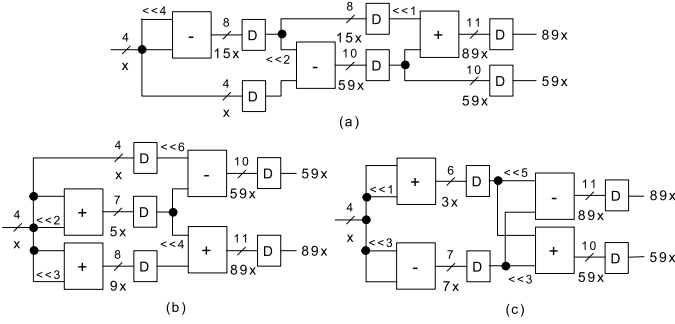 <<4 8 8 <<1 11
4 - D D + D 89x
x 15x 15x 89x
<<2 10 10
- D D 59x
4 59x 59x
D
x
(a)
4 <<6
D - 10
x D 59x
7 59x
4 + D
<<2 5x
x <<4 11
8 + D 89x
+ D 89x
<<3 9x
(b)
6 <<5
+ D 11
<<1 3x - D 89x
4 89x
x
<<3 7 10
- D + D 59x
7x <<3 59x
(c)